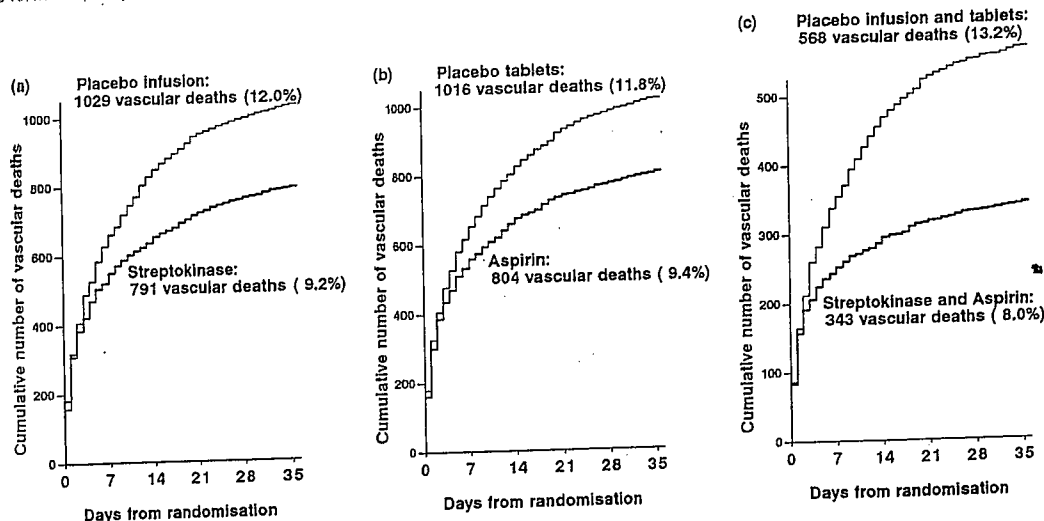 (a)
Placebo infusion:
1029 vascular deaths (12.0%)
1000
800
600
400
200
0
Cumulative number of vascular deaths
Streptokinase:
791 vascular deaths ( 9.2%)
0 7 14 21 28 35
Days from randomisation
(b)
Placebo tablets:
1016 vascular deaths (11.8%)
1000
800
600
400
200
0
Cumulative number of vascular deaths
Aspirin:
804 vascular deaths ( 9.4%)
0 7 14 21 28 35
Days from randomisation
(c)
Placebo infusion and tablets:
568 vascular deaths (13.2%)
500
400
300
200
100
0
Cumulative number of vascular deaths
Streptokinase and Aspirin:
343 vascular deaths ( 8.0%)
0 7 14 21 28 35
Days from randomisation